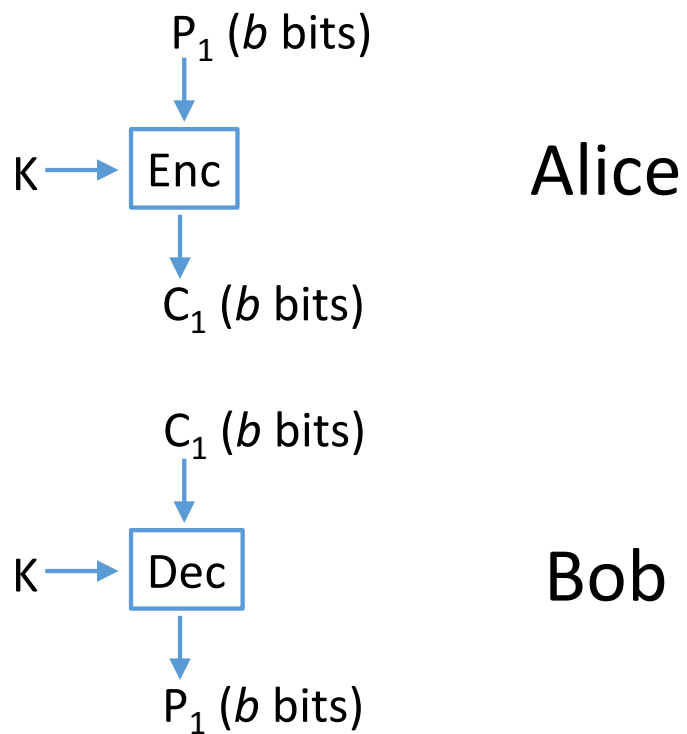 P₁ (b bits)
K Enc Alice
C₁ (b bits)
C₁ (b bits)
K Dec Bob
P₁ (b bits)